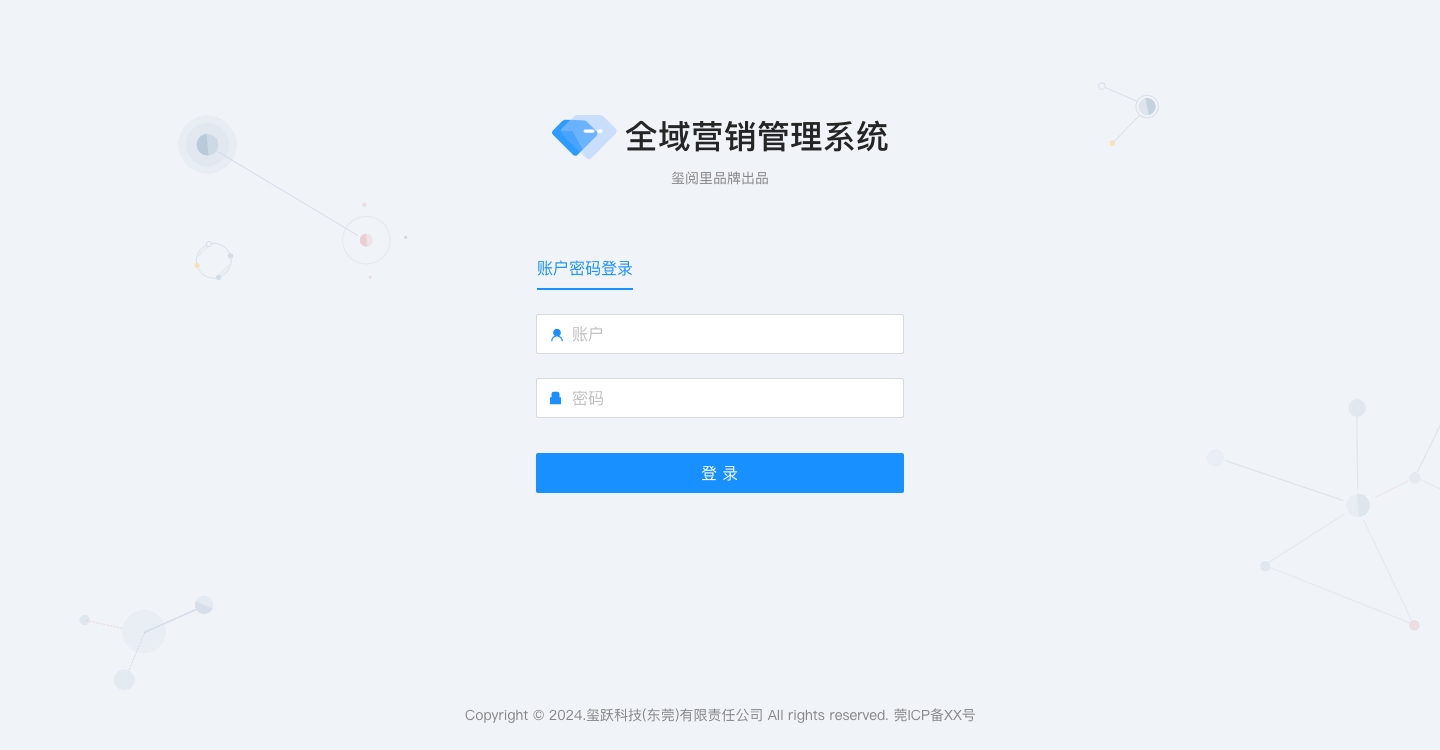 全域营销管理系统
玺阅里品牌出品
账户密码登录
账户
密码
登 录
Copyright © 2024.玺跃科技(东莞)有限责任公司 All rights reserved. 莞ICP备XX号